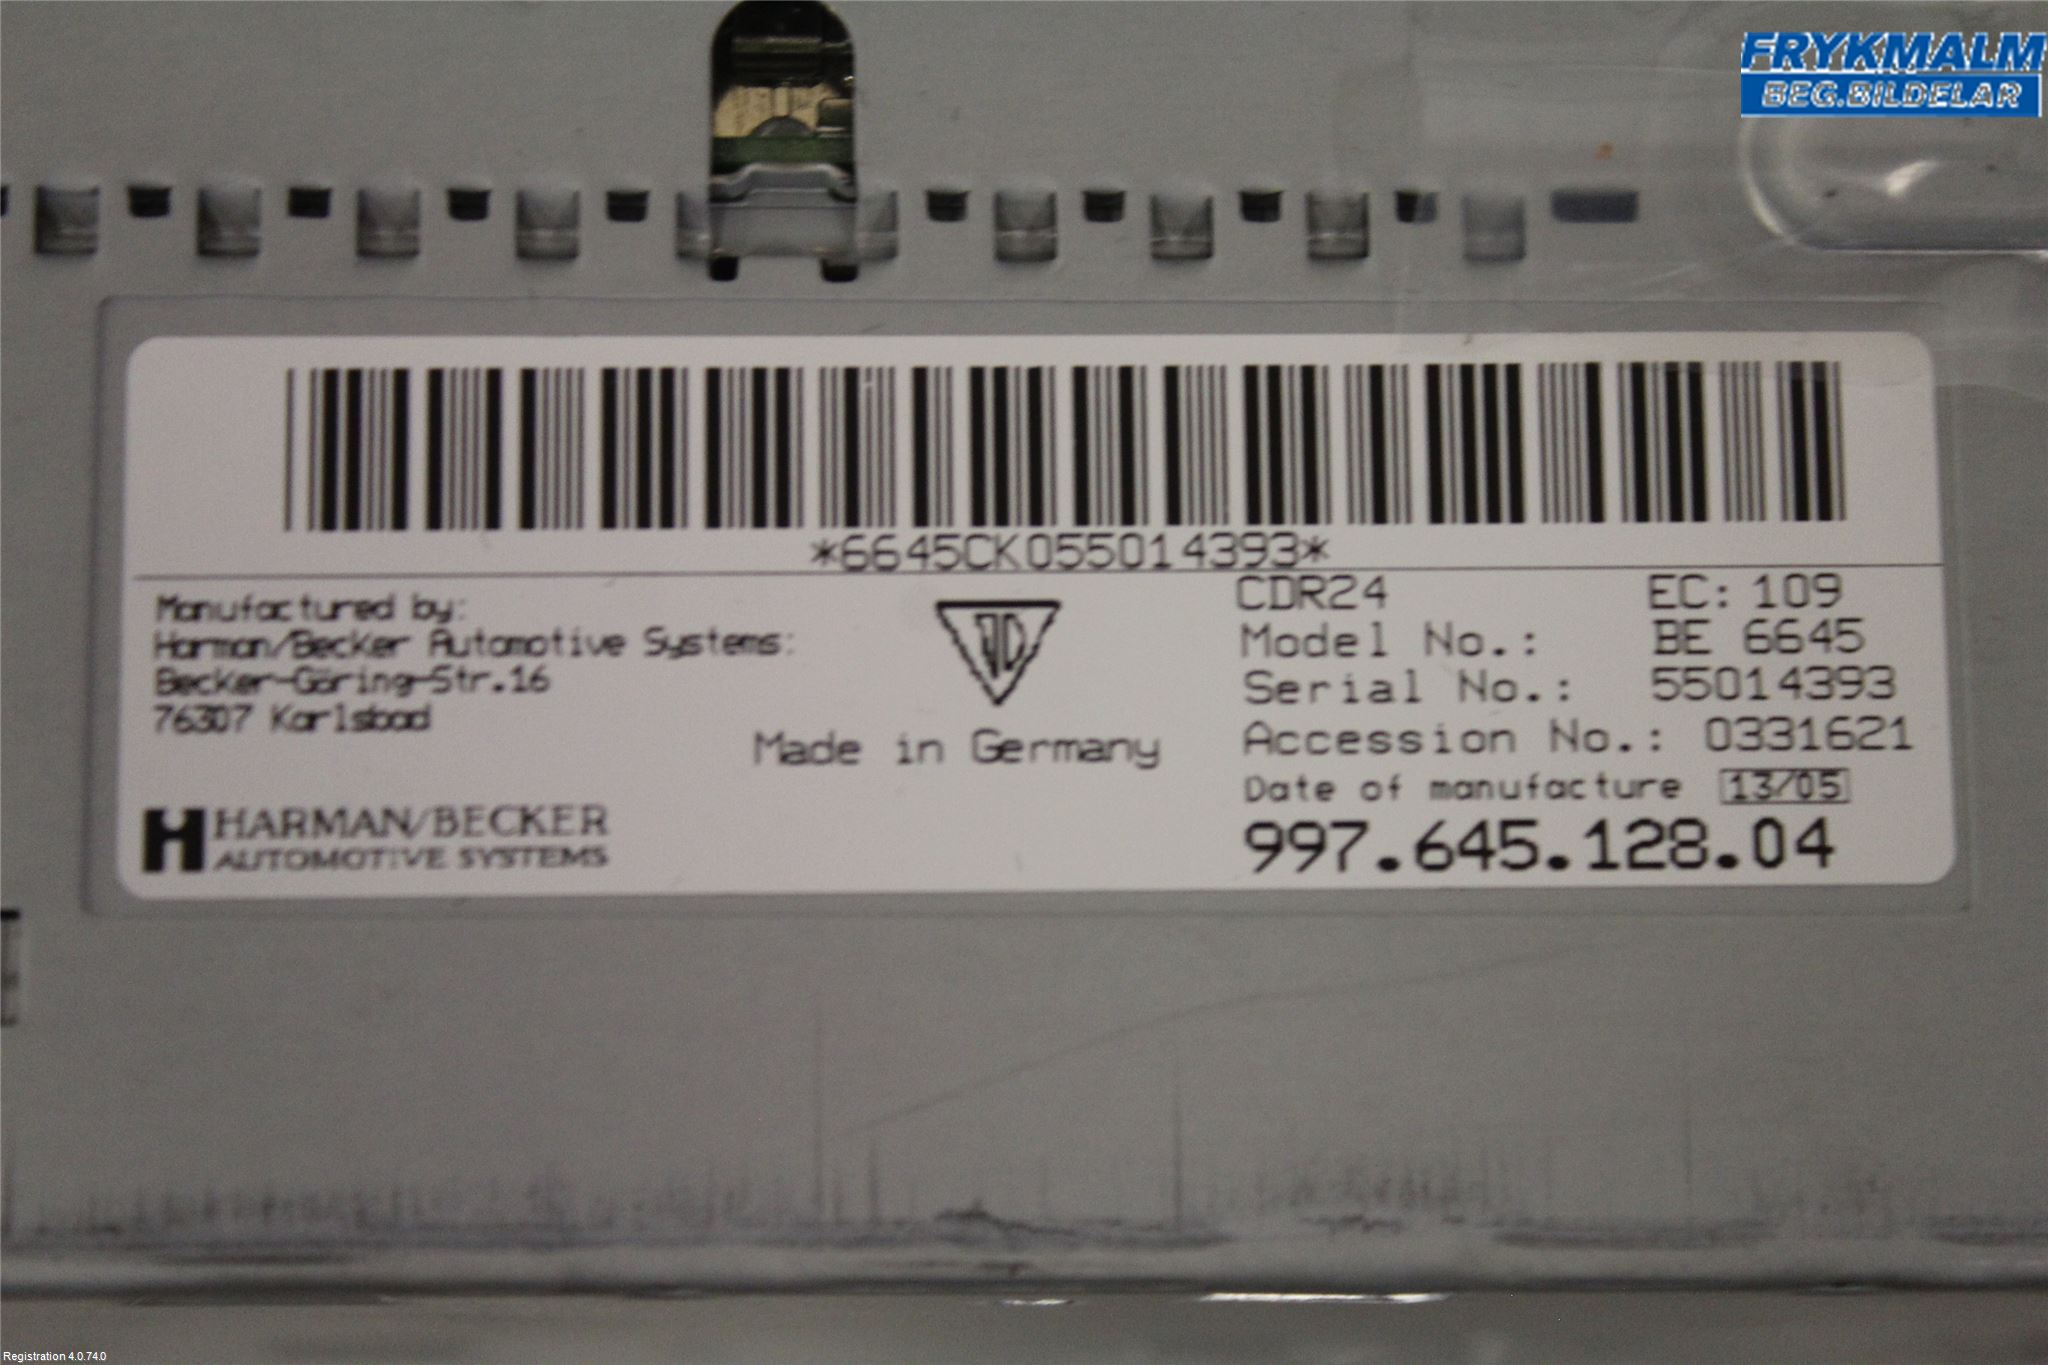 FRYKMALM
BEG.BILDELAR
*6645CK055014393*
Manufactured by:
Harman/Becker Automotive Systems:
Becker-Göring-Str.16
76307 Karlsbad
Made in Germany
HARMAN/BECKER
AUTOMOTIVE SYSTEMS
CDR24 EC: 109
Model No.: BE 6645
Serial No.: 55014393
Accession No.: 0331621
Date of manufacture 13/05
997.645.128.04
Registration 4.0.74.0